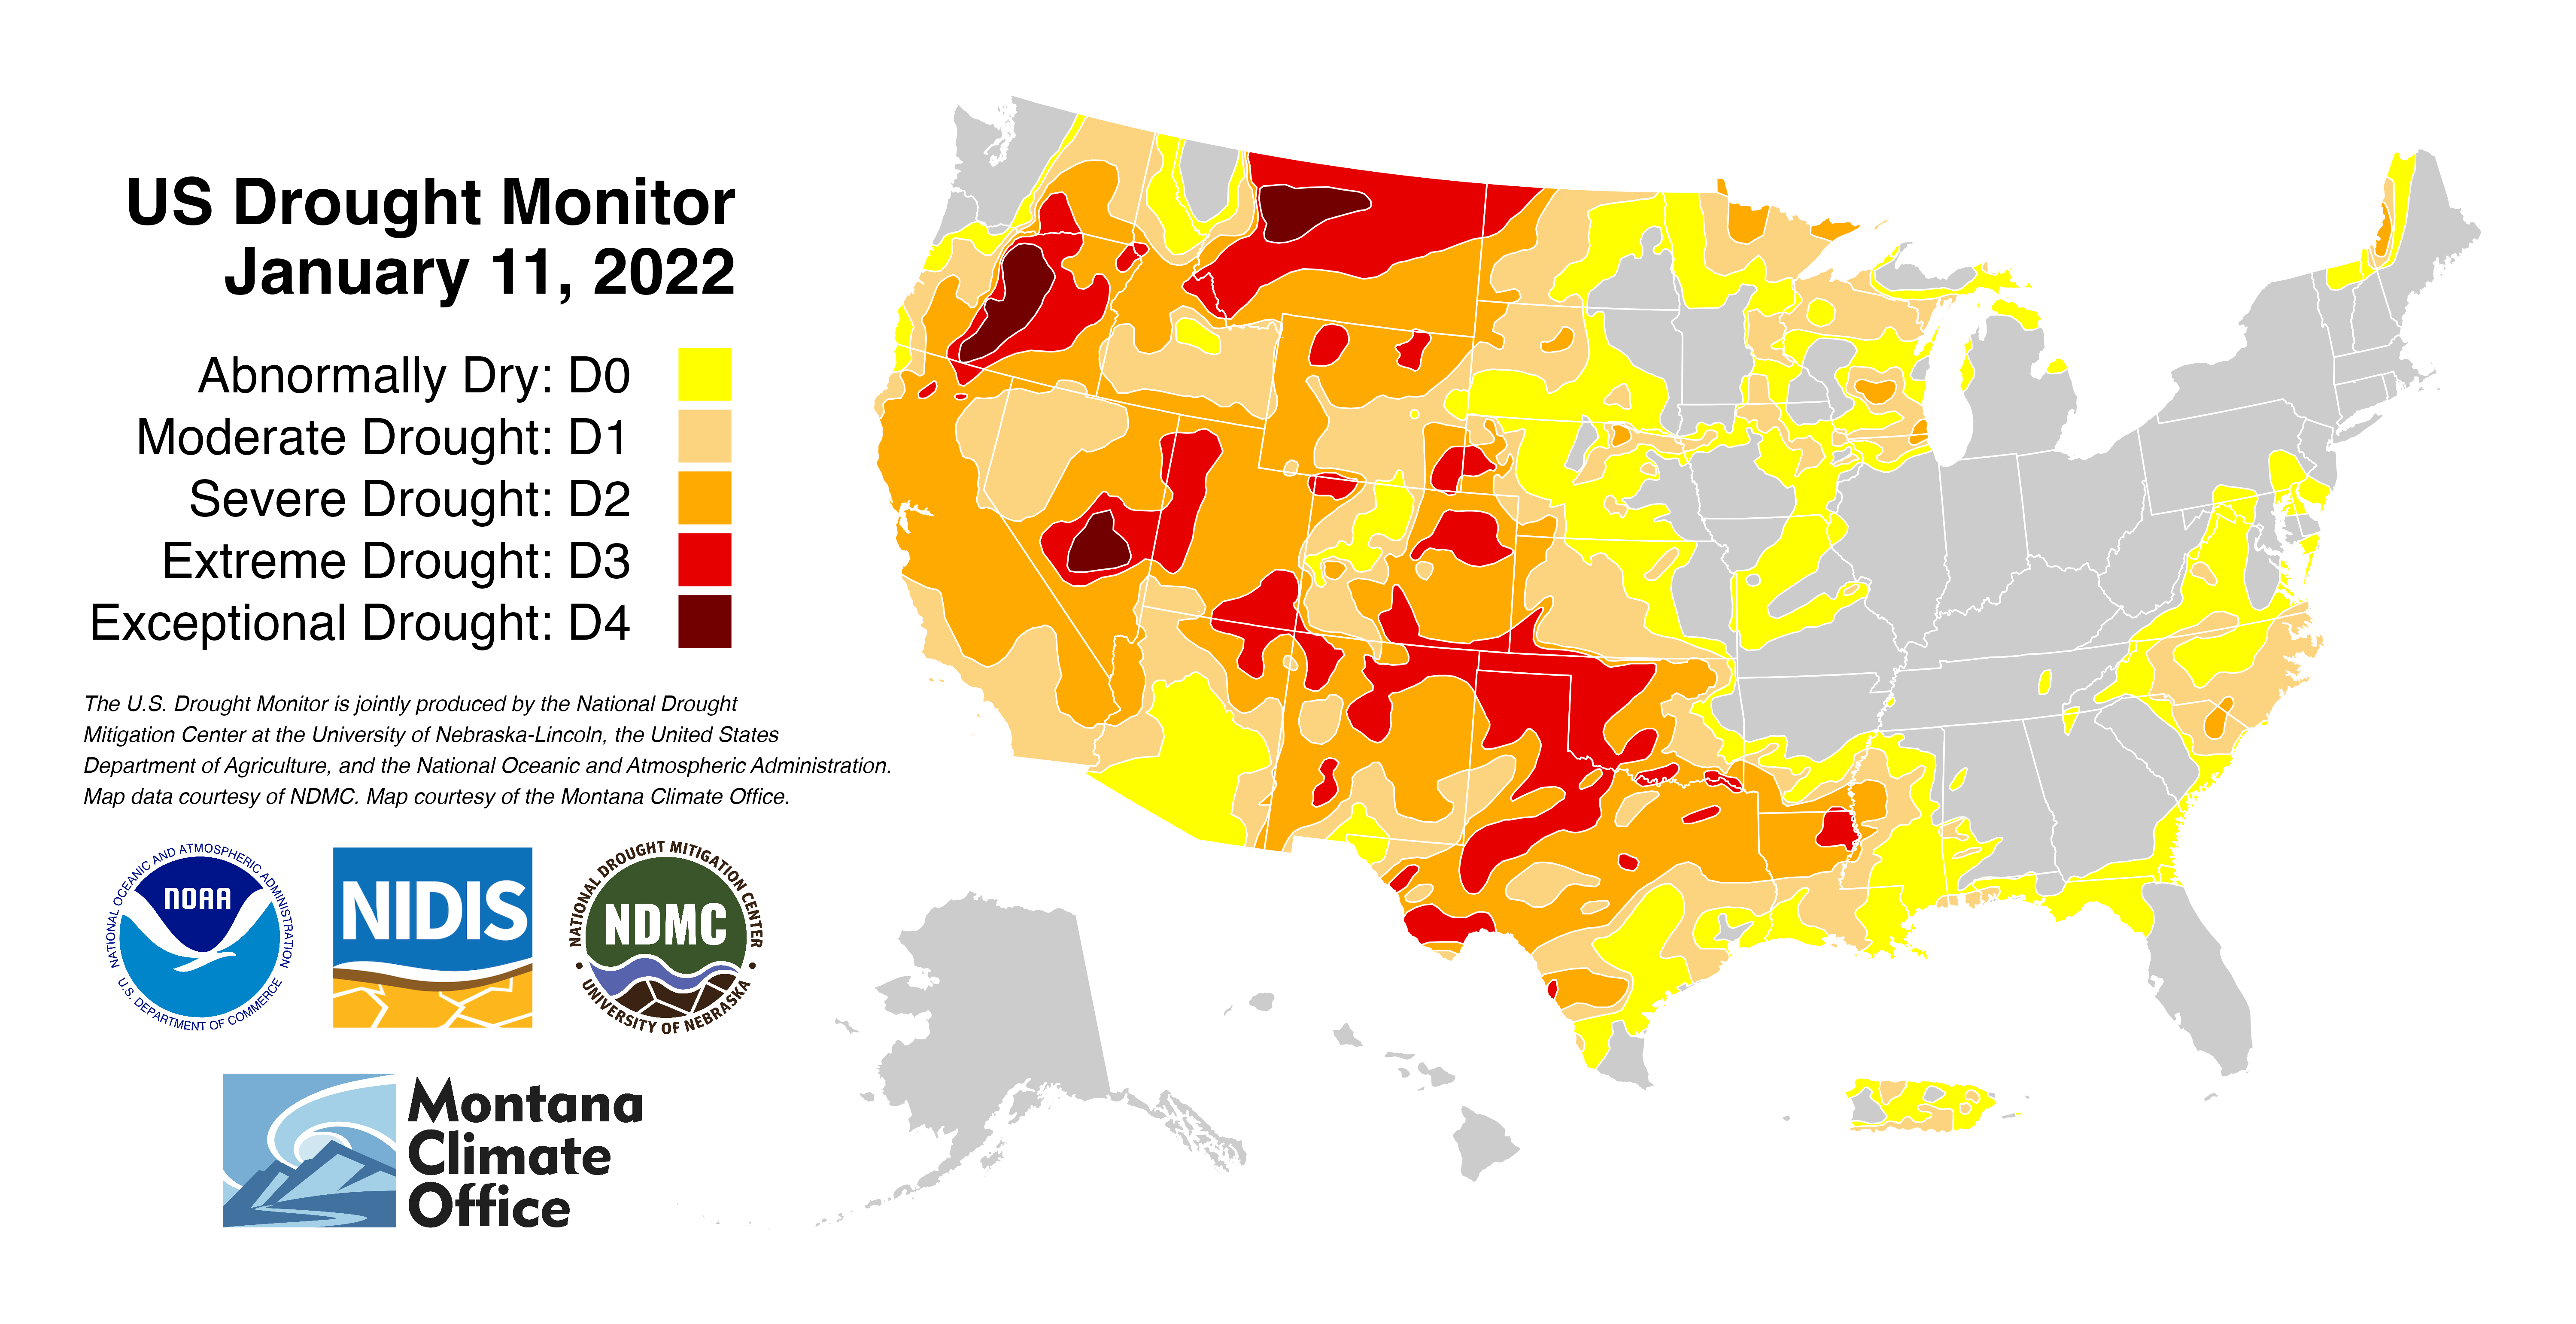 US Drought Monitor
January 11, 2022
Abnormally Dry: D0
Moderate Drought: D1
Severe Drought: D2
Extreme Drought: D3
Exceptional Drought: D4
The U.S. Drought Monitor is jointly produced by the National Drought
Mitigation Center at the University of Nebraska-Lincoln, the United States
Department of Agriculture, and the National Oceanic and Atmospheric Administration.
Map data courtesy of NDMC. Map courtesy of the Montana Climate Office.
NATIONAL OCEANIC AND ATMOSPHERIC ADMINISTRATION
NOAA
U.S. DEPARTMENT OF COMMERCE
NIDIS
NATIONAL DROUGHT MITIGATION CENTER
NDMC
UNIVERSITY OF NEBRASKA
Montana
Climate
Office